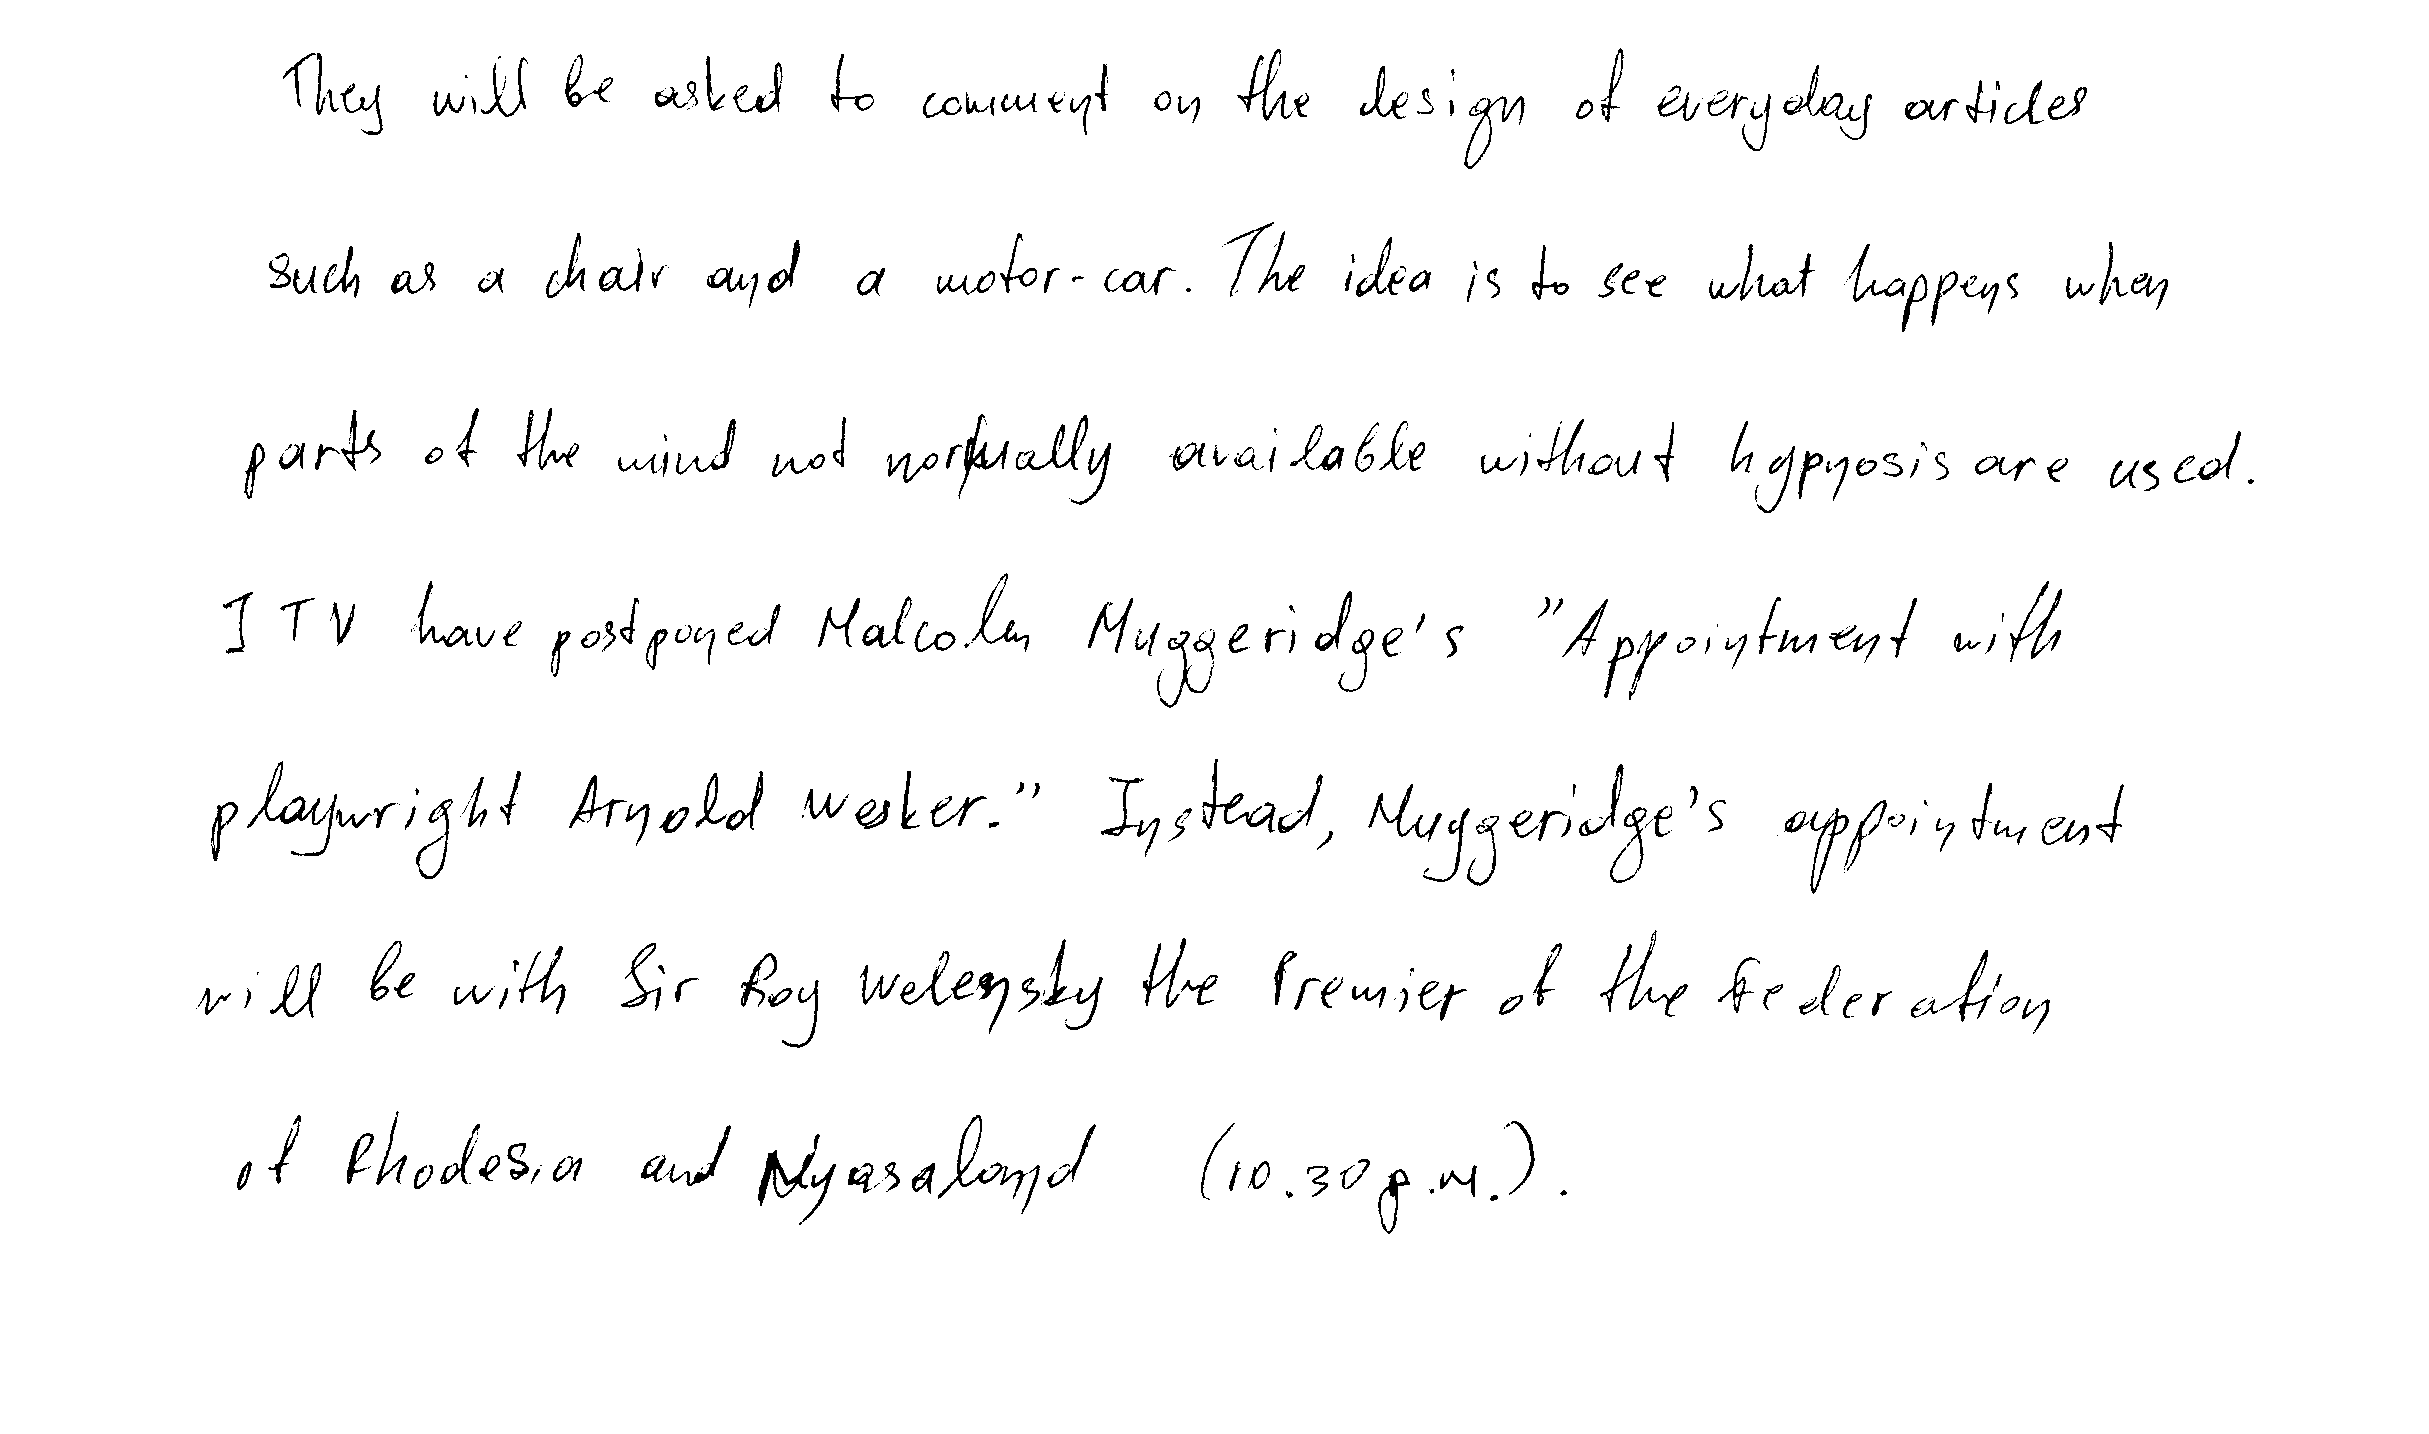 They will be asked to comment on the design of everyday articles
such as a chair and a motor-car. The idea is to see what happens when
parts of the mind not normally available without hypnosis are used.
ITV have postponed Malcolm Muggeridge's "Appointment with
playwright Arnold Wesker." Instead, Muggeridge's appointment
will be with Sir Roy Welensky the Premier of the Federation
of Rhodesia and Nyasaland (10.30 p.m.).